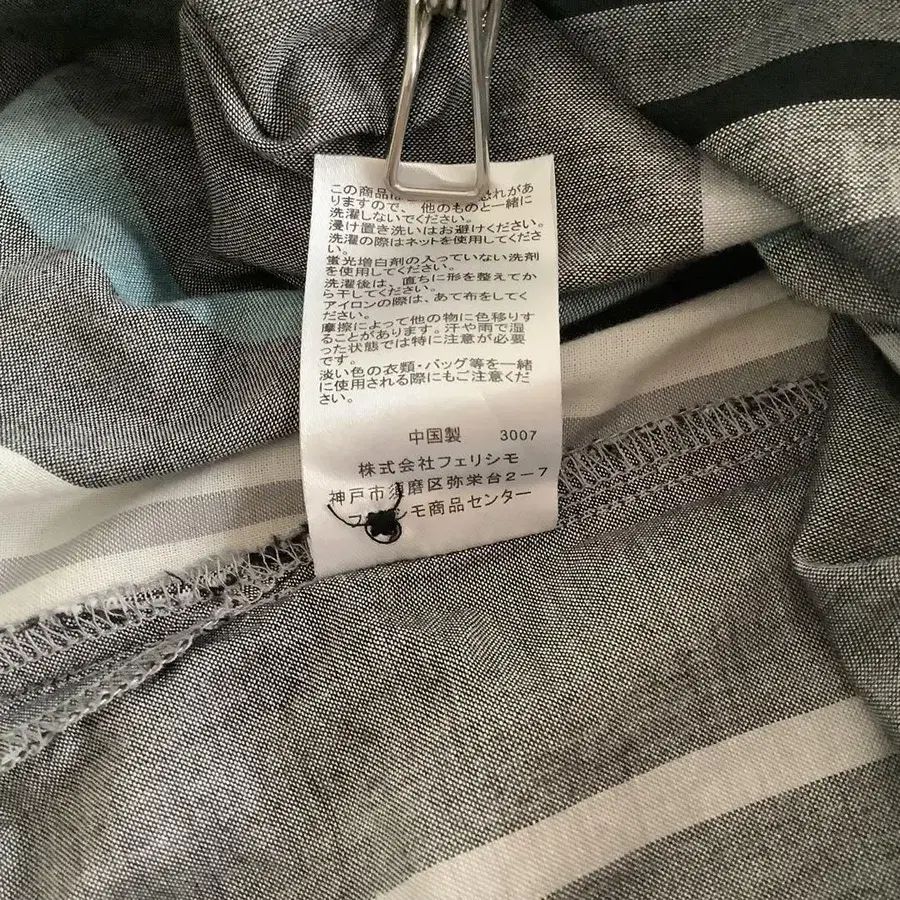 この商品は 恐れがあ
りますので、他のものと一緒に
洗濯しないでください。
浸け置き洗いはお避けください。
洗濯の際はネットを使用してくださ
い。
蛍光増白剤の入っていない洗剤
を使用してください。
洗濯後は、直ちに形を整えてか
ら干してください。
アイロンの際は、あて布をしてく
ださい。
摩擦によって他の物に色移りす
ることがあります。汗や雨で湿
った状態では特に注意が必要
です。
淡い色の衣類・バッグ等を一緒
に使用される際にもご注意くだ
さい。
中国製 3007
株式会社フェリシモ
神戸市須磨区弥栄台2-7
フェリシモ商品センター